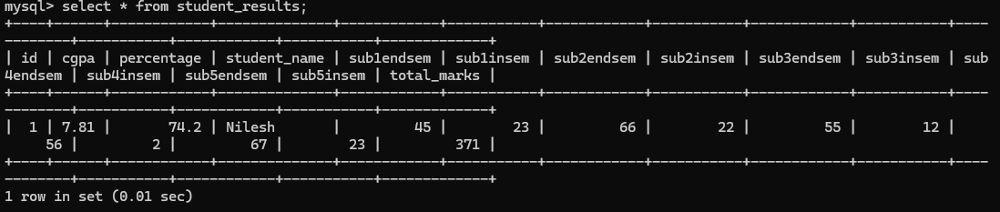 mysql> select * from student_results;
+----+------+------------+--------------+------------+-----------+------------+-----------+------------+-----------+----
--------+-----------+------------+-----------+-------------+
| id | cgpa | percentage | student_name | sub1endsem | sub1insem | sub2endsem | sub2insem | sub3endsem | sub3insem | sub
4endsem | sub4insem | sub5endsem | sub5insem | total_marks |
+----+------+------------+--------------+------------+-----------+------------+-----------+------------+-----------+----
--------+-----------+------------+-----------+-------------+
|  1 | 7.81 |       74.2 | Nilesh       |         45 |        23 |         66 |        22 |         55 |        12 |
     56 |         2 |         67 |        23 |         371 |
+----+------+------------+--------------+------------+-----------+------------+-----------+------------+-----------+----
--------+-----------+------------+-----------+-------------+
1 row in set (0.01 sec)